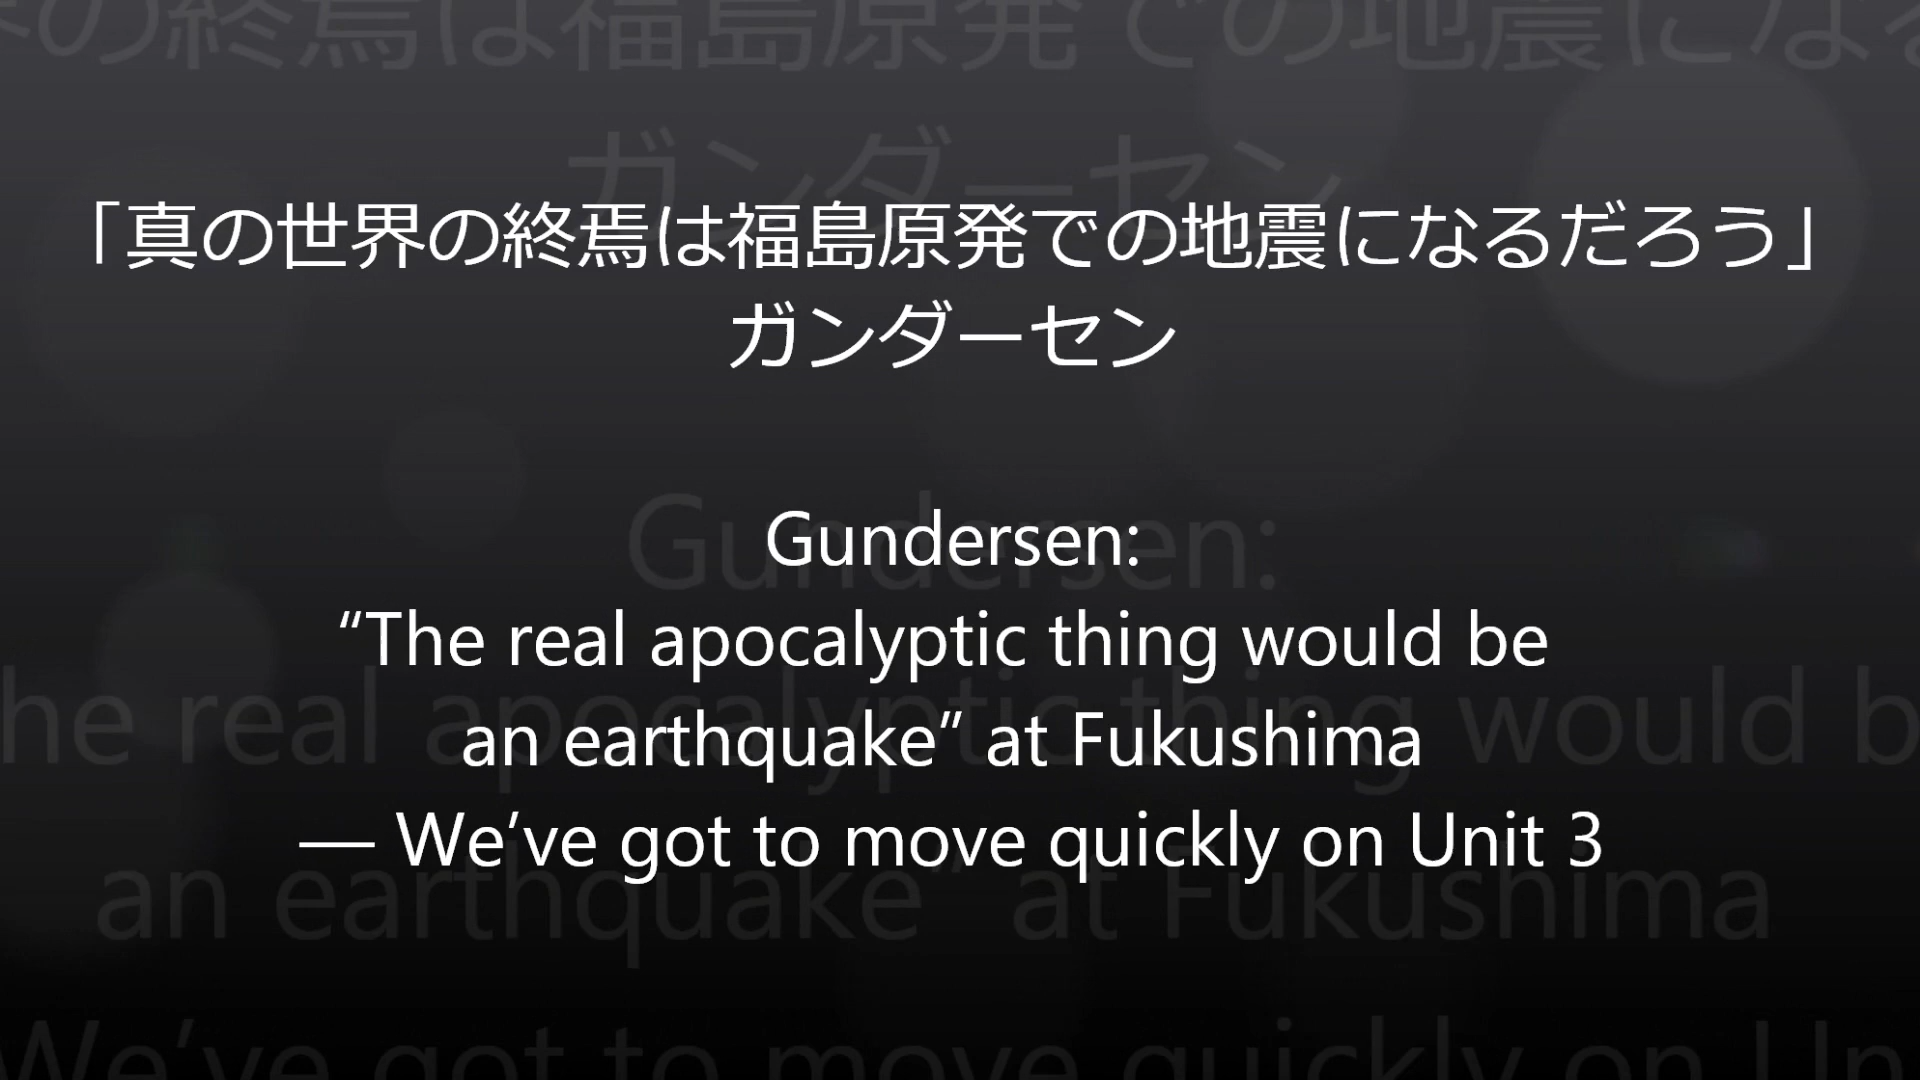 「真の世界の終焉は福島原発での地震になるだろう」
ガンダーセン
Gundersen:
“The real apocalyptic thing would be
an earthquake” at Fukushima
— We’ve got to move quickly on Unit 3